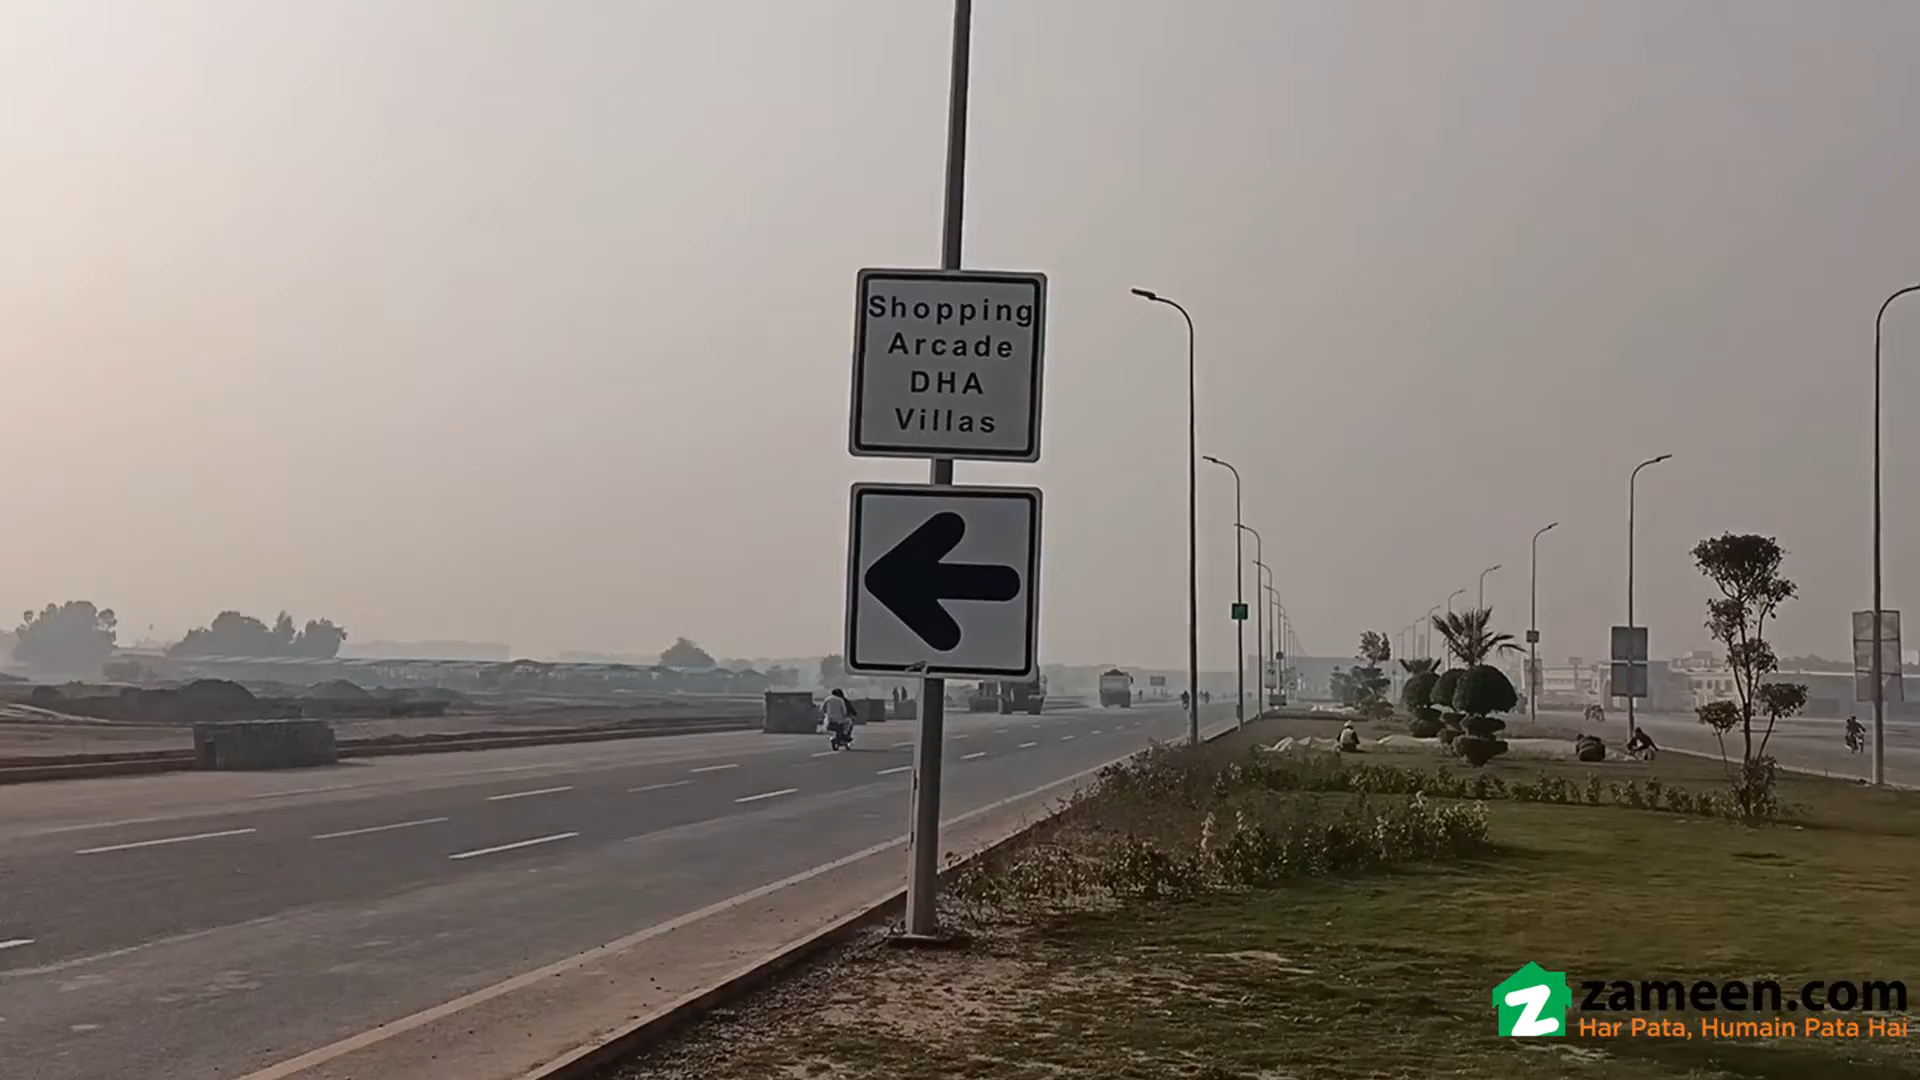 Shopping
Arcade
DHA
Villas
zameen.com
Har Pata, Humain Pata Hai